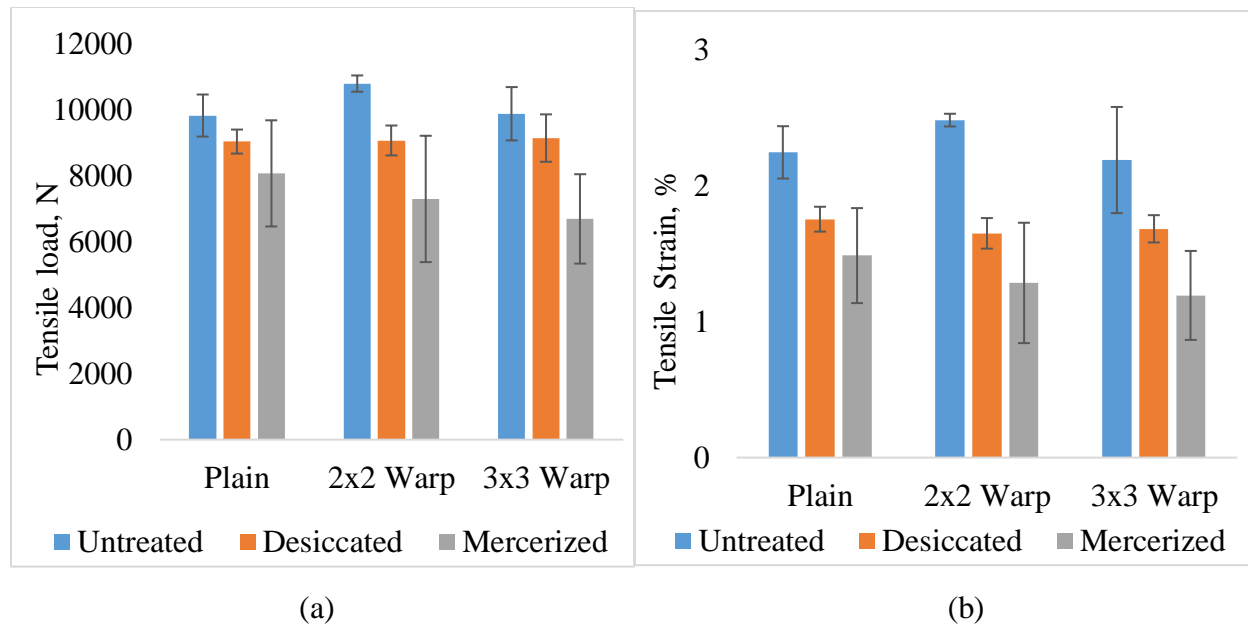 Tensile load, N
12000
10000
8000
6000
4000
2000
0
Plain 2x2 Warp 3x3 Warp
Untreated Desiccated Mercerized
(a)
Tensile Strain, %
3
2
1
0
Plain 2x2 Warp 3x3 Warp
Untreated Desiccated Mercerized
(b)